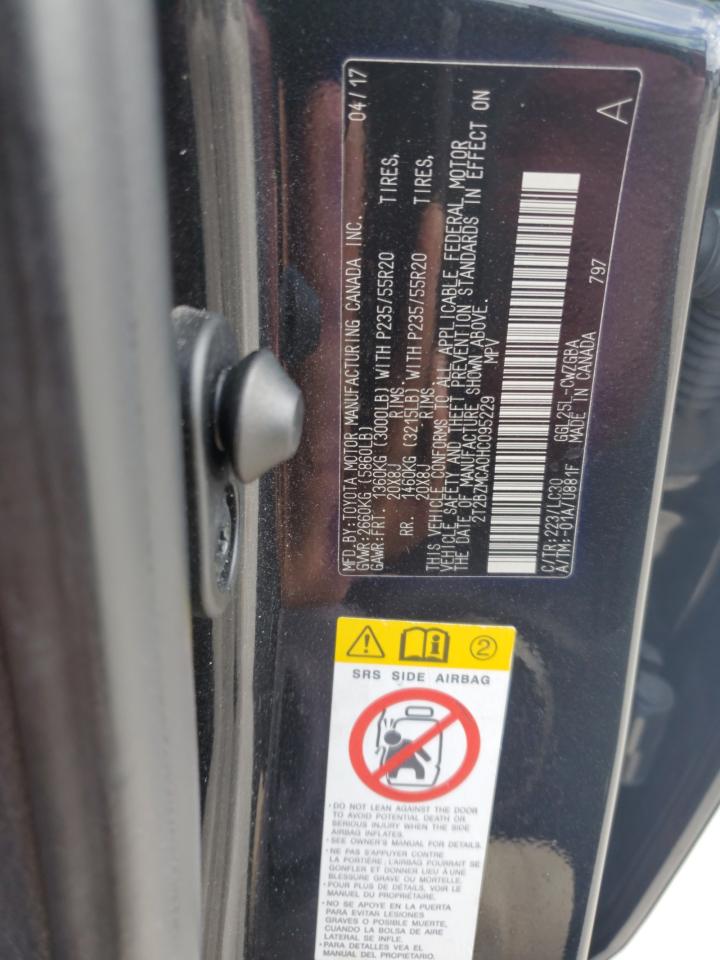 MFD.BY:TOYOTA MOTOR MANUFACTURING CANADA INC. 04/17
GVWR:2660KG (5860LB)
GAWR:FRT. 1360KG (3000LB) WITH P235/55R20 TIRES,
20X8J RIMS.
RR. 1460KG (3215LB) WITH P235/55R20 TIRES,
20X8J RIMS.
THIS VEHICLE CONFORMS TO ALL APPLICABLE FEDERAL MOTOR
VEHICLE SAFETY AND THEFT PREVENTION STANDARDS IN EFFECT ON
THE DATE OF MANUFACTURE SHOWN ABOVE.
2T2BZMCA0HC095229 MPV
C/TR:223/LC30 GGL25L-CWZGBA
A/TM:-01A/U881F MADE IN CANADA 797
A
2
SRS SIDE AIRBAG
•DO NOT LEAN AGAINST THE DOOR
TO AVOID POTENTIAL DEATH OR
SERIOUS INJURY WHEN THE SIDE
AIRBAG INFLATES.
•SEE OWNER'S MANUAL FOR DETAILS.
•NE PAS S'APPUYER CONTRE
LA PORTIÈRE; L'AIRBAG POURRAIT SE
GONFLER ET DONNER LIEU À UNE
BLESSURE GRAVE OU MORTELLE.
•POUR PLUS DE DÉTAILS, VOIR LE
MANUEL DU PROPRIÉTAIRE.
•NO SE APOYE EN LA PUERTA
PARA EVITAR LESIONES
GRAVES O POSIBLE MUERTE,
CUANDO LA BOLSA DE AIRE
LATERAL SE INFLE.
•PARA DETALLES VEA EL
MANUAL DEL PROPIETARIO.